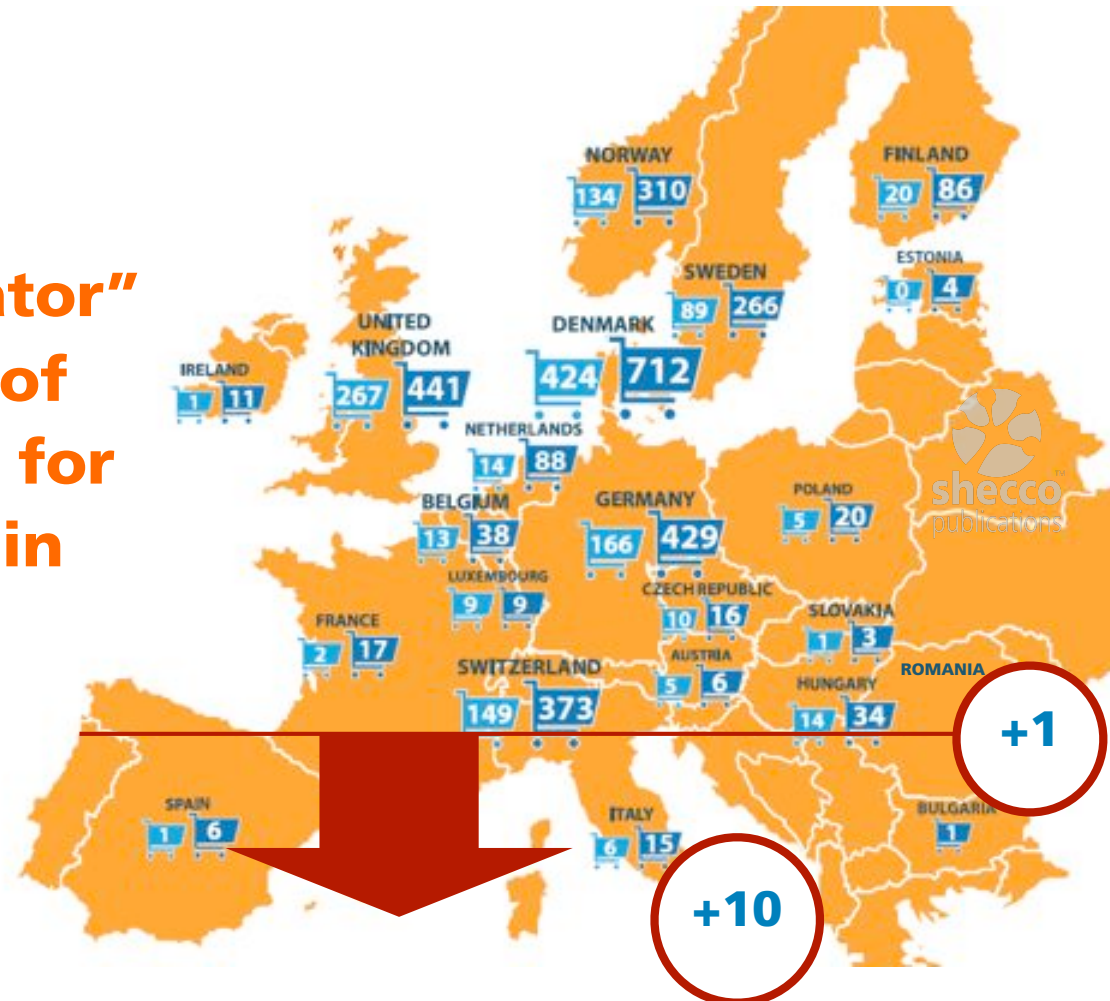 ator”
of
for
in
NORWAY
134 310
FINLAND
20 86
SWEDEN
89 266
ESTONIA
0 4
UNITED
KINGDOM
267 441
DENMARK
424 712
IRELAND
1 11
NETHERLANDS
14 88
BELGIUM
13 38
GERMANY
166 429
POLAND
5 20
shecco™
publications
LUXEMBOURG
9 9
CZECH REPUBLIC
10 16
SLOVAKIA
1 3
FRANCE
2 17
SWITZERLAND
149 373
AUSTRIA
5 6
HUNGARY
14 34
ROMANIA
+1
SPAIN
1 6
ITALY
6 15
BULGARIA
1
+10